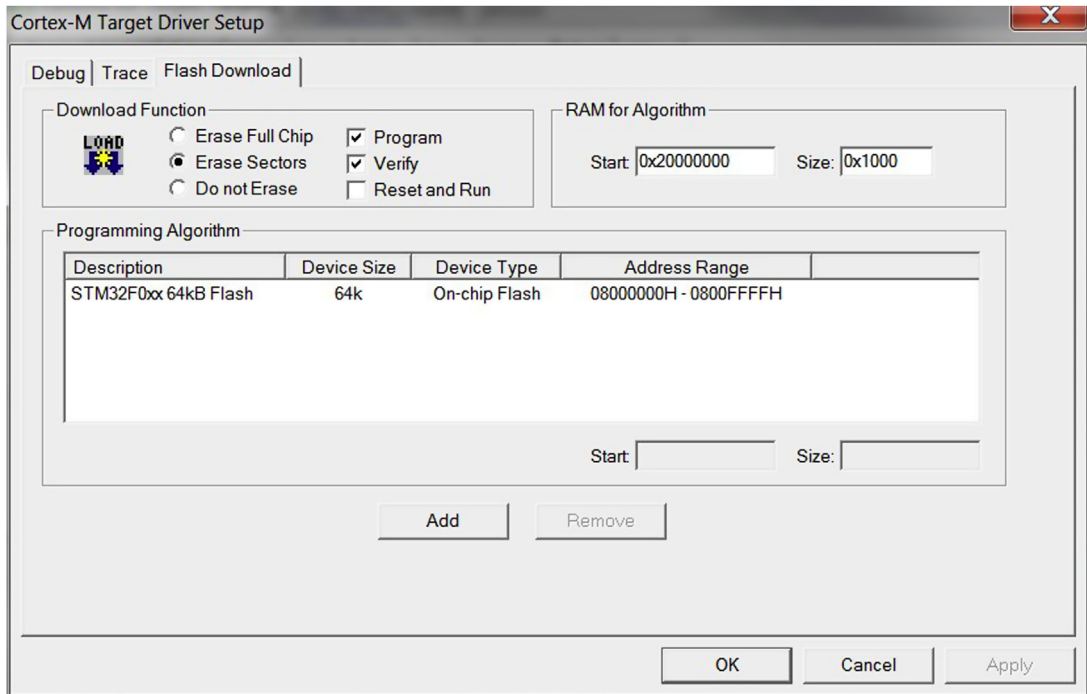 Cortex-M Target Driver Setup
Debug Trace Flash Download
Download Function
LOAD
Erase Full Chip
Erase Sectors
Do not Erase
Program
Verify
Reset and Run
RAM for Algorithm
Start: 0x20000000 Size: 0x1000
Programming Algorithm
Description Device Size Device Type Address Range
STM32F0xx 64kB Flash 64k On-chip Flash 08000000H - 0800FFFFH
Start: Size:
Add Remove
OK Cancel Apply